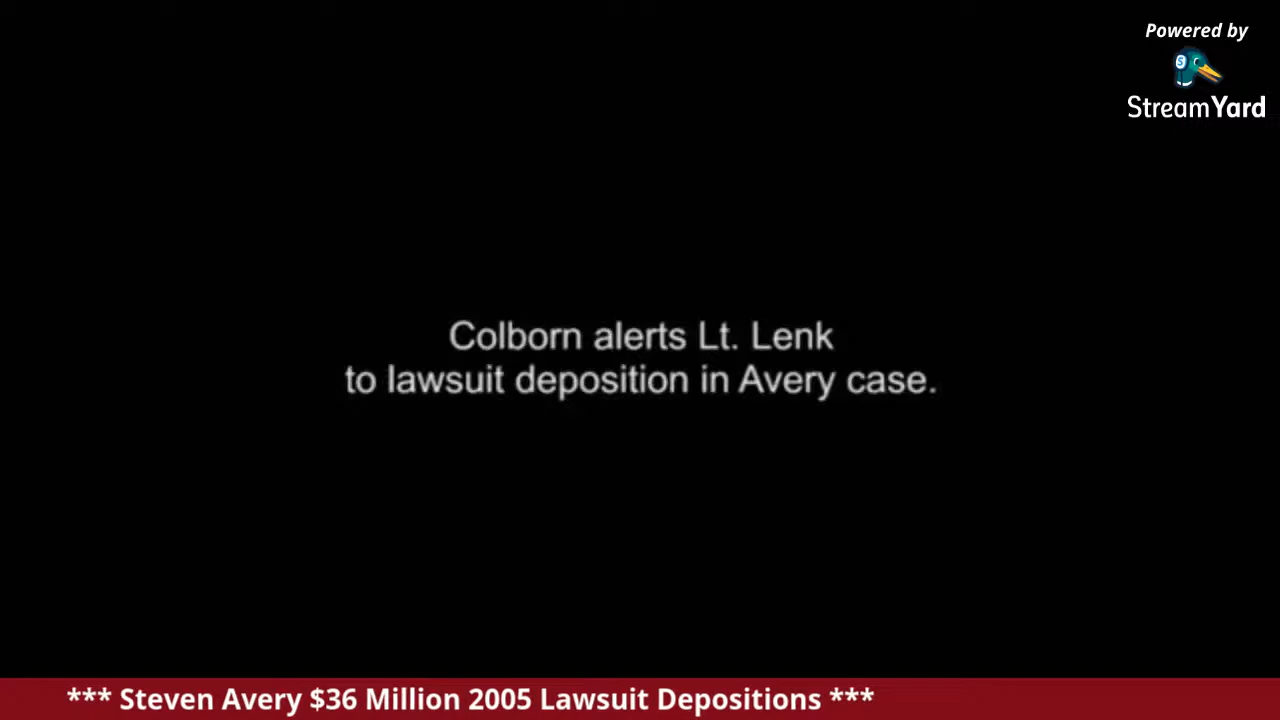 Powered by
StreamYard
Colborn alerts Lt. Lenk
to lawsuit deposition in Avery case.
*** Steven Avery $36 Million 2005 Lawsuit Depositions ***